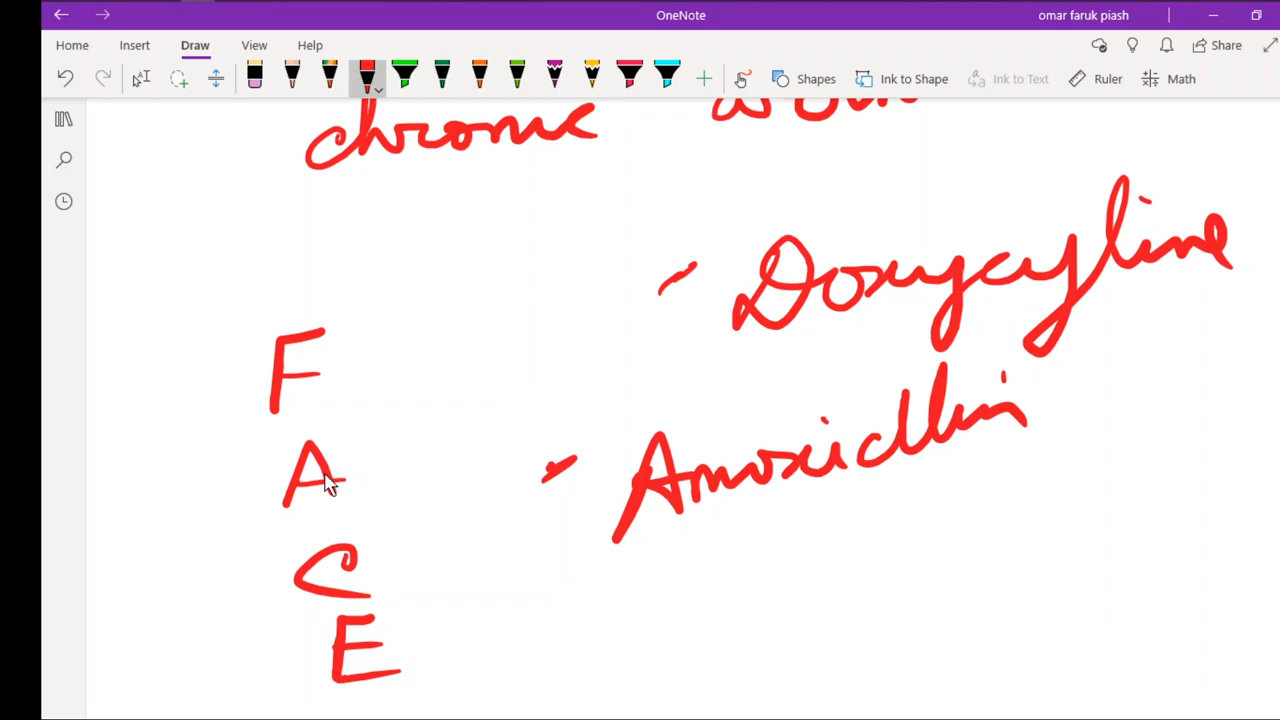 OneNote
omar faruk piash
Home Insert Draw View Help
Share
Shapes Ink to Shape Ink to Text Ruler Math
chrome
- Doxycyline
F
- Amoxicillin
A
C
E